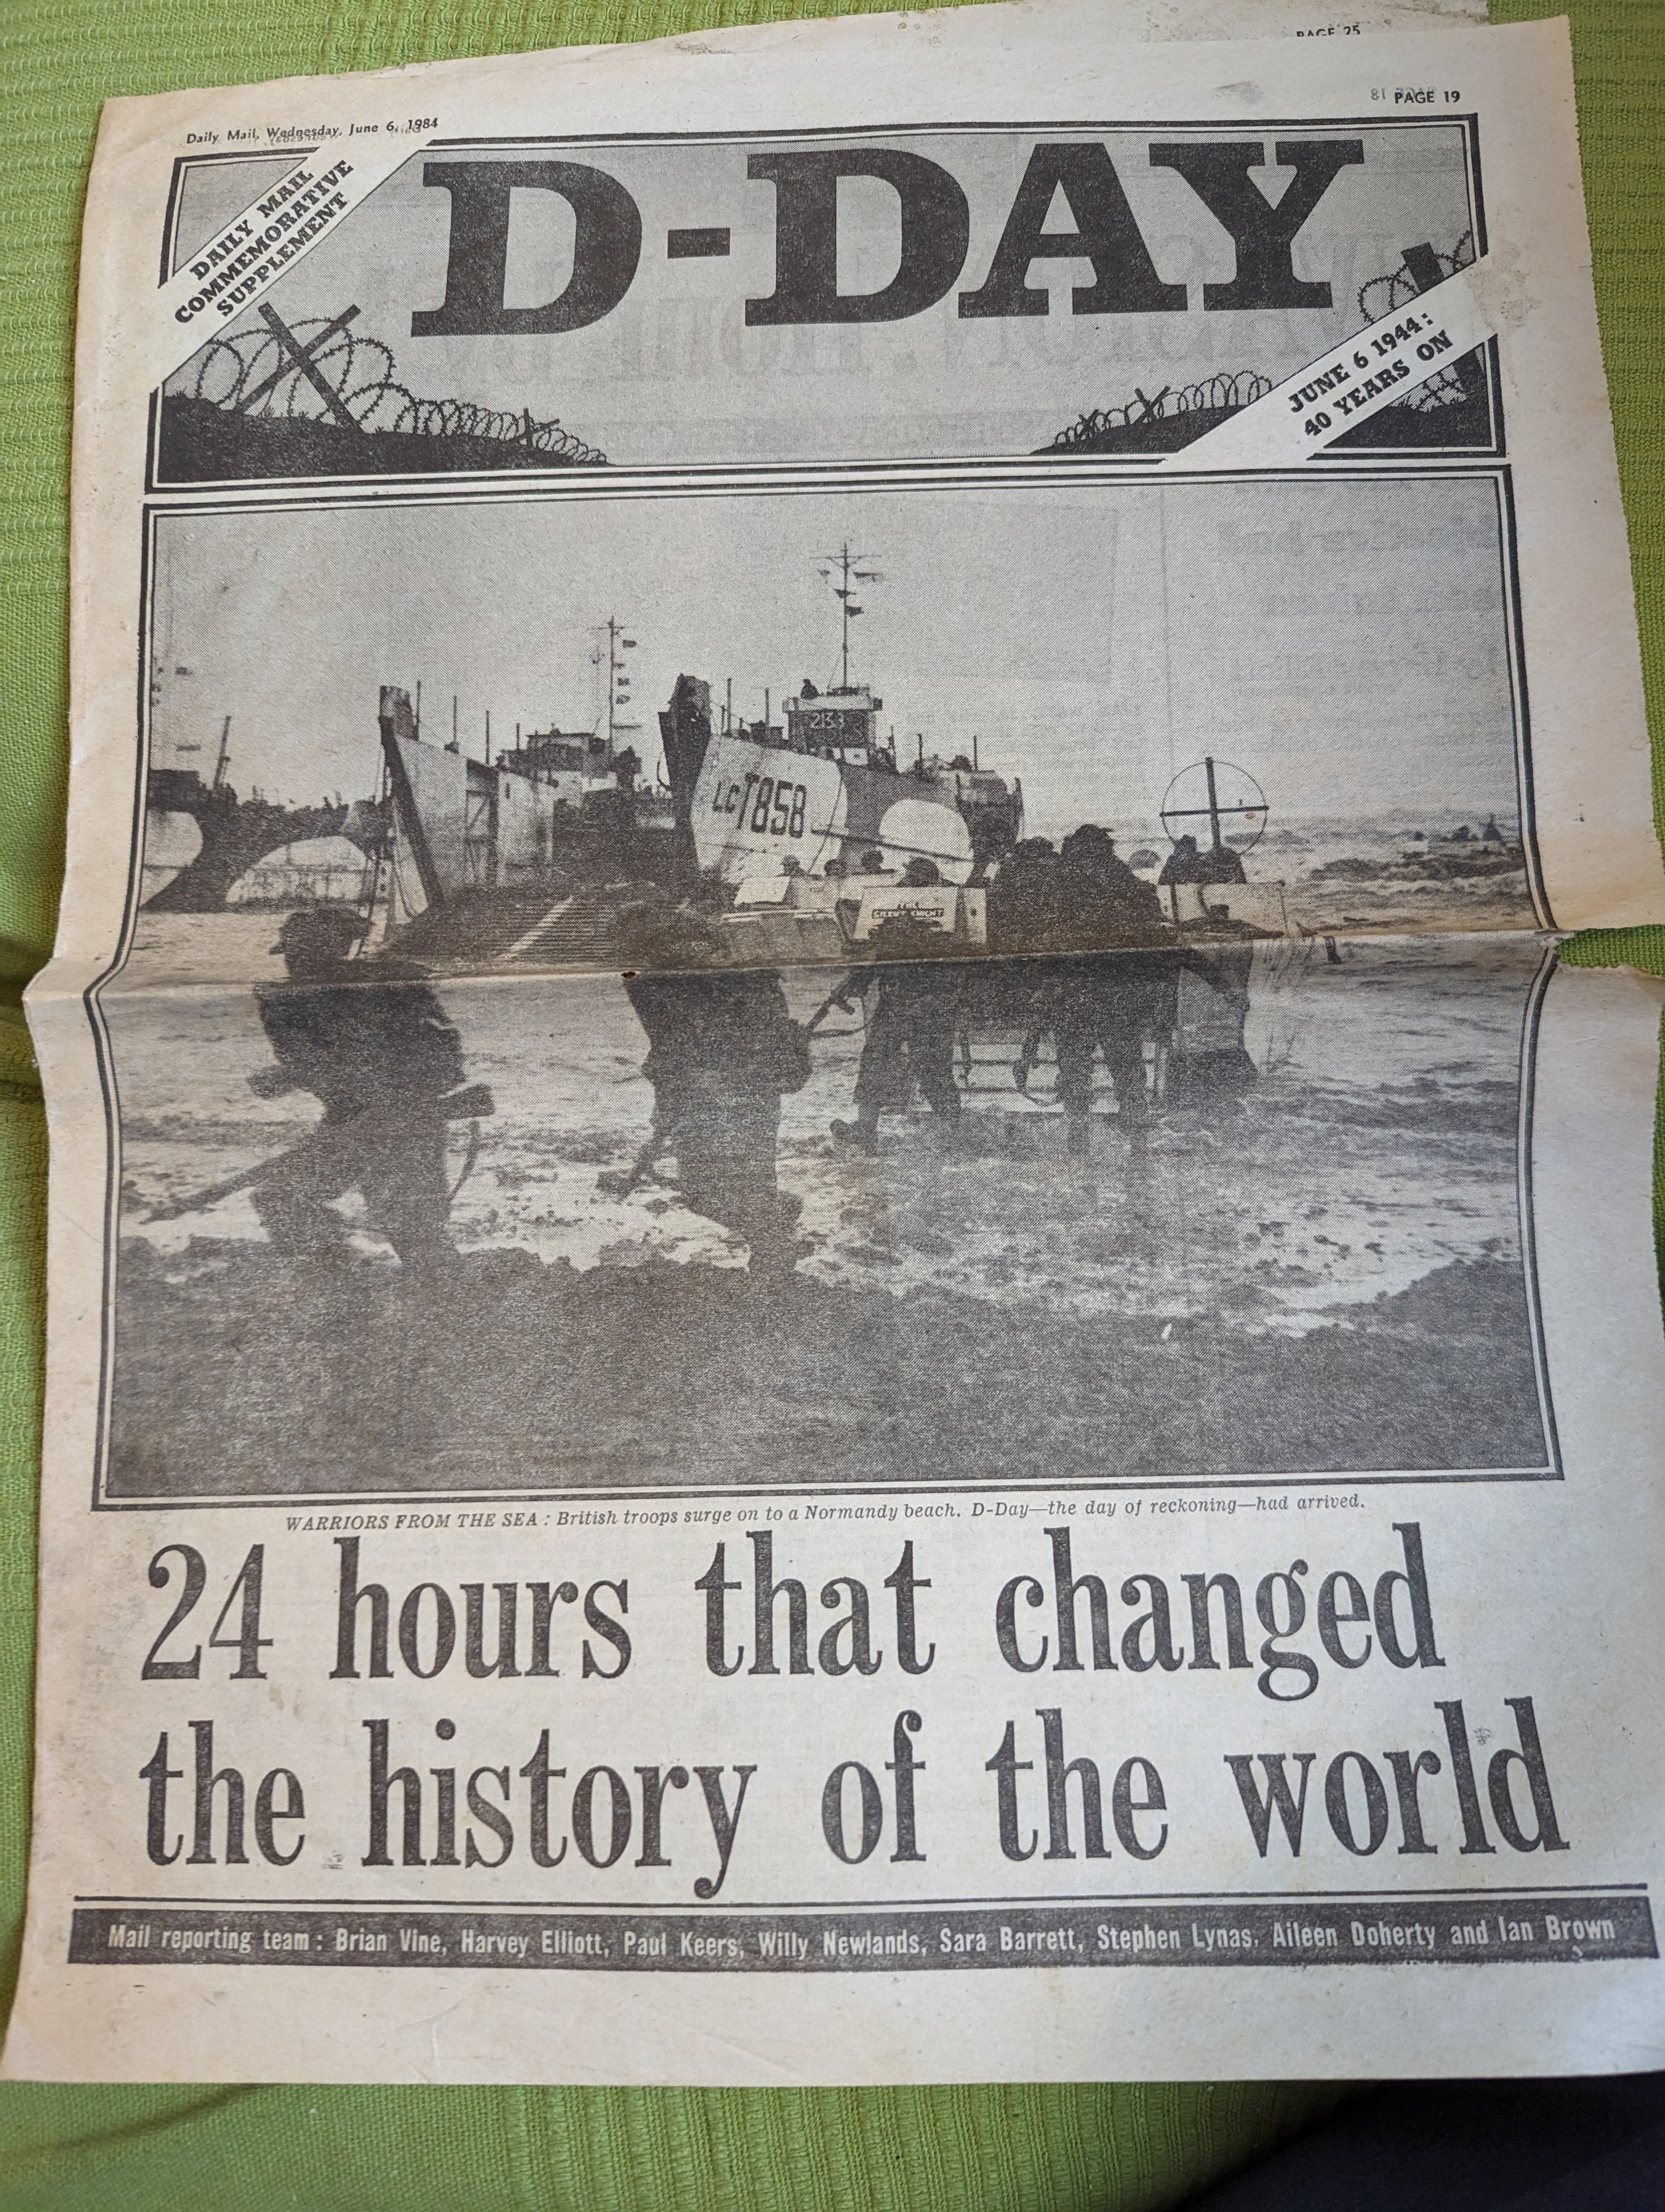 PAGE 25
PAGE 19
Daily Mail, Wednesday, June 6, 1984
DAILY MAIL
COMMEMORATIVE
SUPPLEMENT
D-DAY
JUNE 6 1944:
40 YEARS ON
LCT858
SILENT KNIGHT
WARRIORS FROM THE SEA: British troops surge on to a Normandy beach. D-Day—the day of reckoning—had arrived.
24 hours that changed
the history of the world
Mail reporting team: Brian Vine, Harvey Elliott, Paul Keers, Willy Newlands, Sara Barrett, Stephen Lynas, Aileen Doherty and Ian Brown